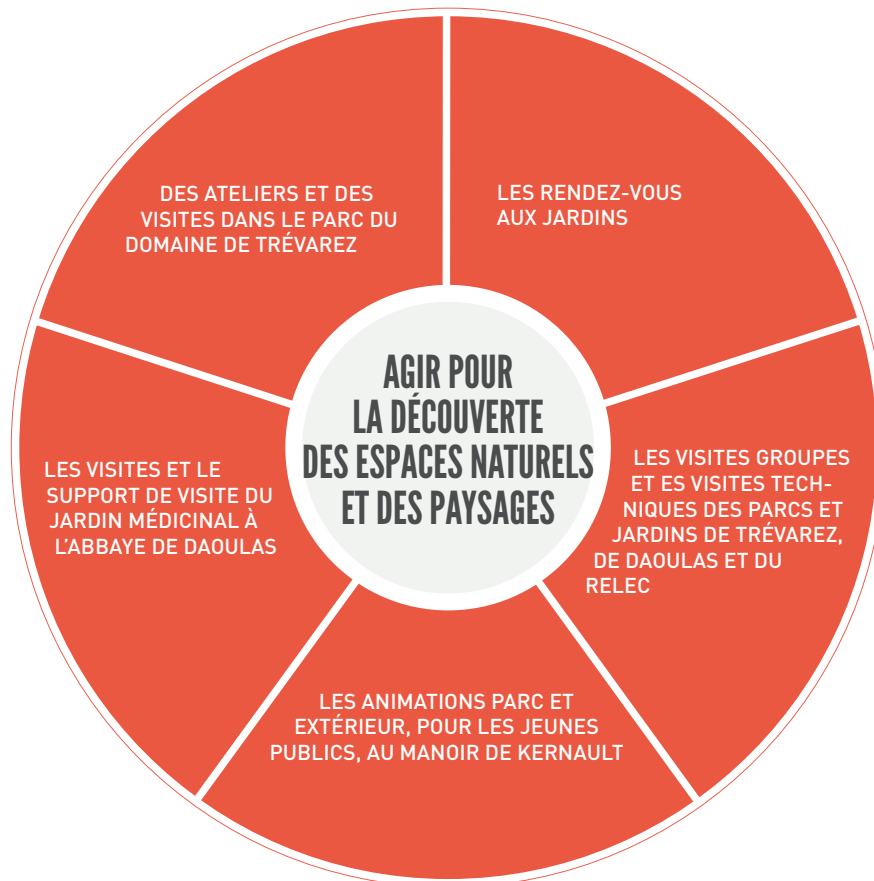 DES ATELIERS ET DES
VISITES DANS LE PARC DU
DOMAINE DE TRÉVAREZ
LES RENDEZ-VOUS
AUX JARDINS
AGIR POUR
LA DÉCOUVERTE
DES ESPACES NATURELS
ET DES PAYSAGES
LES VISITES ET LE
SUPPORT DE VISITE DU
JARDIN MÉDICINAL À
L'ABBAYE DE DAOULAS
LES VISITES GROUPES
ET ES VISITES TECH-
NIQUES DES PARCS ET
JARDINS DE TRÉVAREZ,
DE DAOULAS ET DU
RELEC
LES ANIMATIONS PARC ET
EXTÉRIEUR, POUR LES JEUNES
PUBLICS, AU MANOIR DE KERNAULT